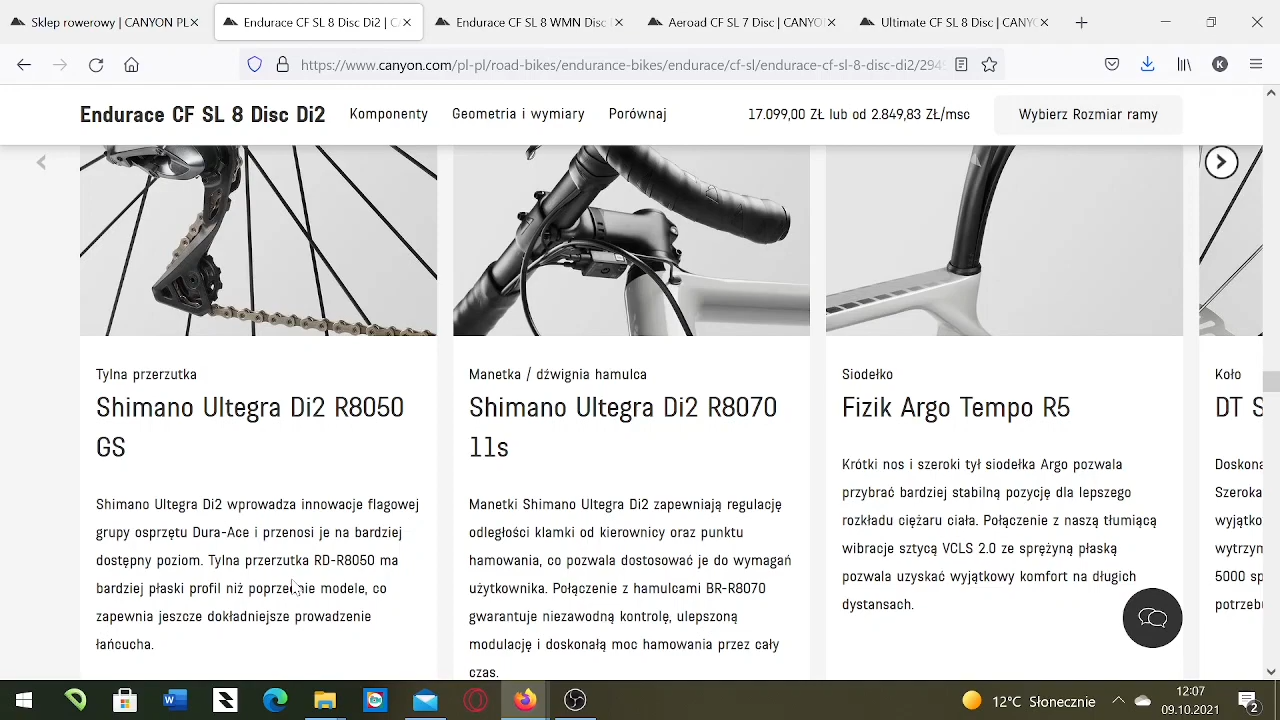 Sklep rowerowy | CANYON PL
Endurace CF SL 8 Disc Di2 | C
Endurace CF SL 8 WMN Disc
Aeroad CF SL 7 Disc | CANYO
Ultimate CF SL 8 Disc | CANY
https://www.canyon.com/pl-pl/road-bikes/endurance-bikes/endurace/cf-sl/endurace-cf-sl-8-disc-di2/2949
K
Endurace CF SL 8 Disc Di2
Komponenty
Geometria i wymiary
Porównaj
17.099,00 ZŁ lub od 2.849,83 ZŁ/msc
Wybierz Rozmiar ramy
Tylna przerzutka
Shimano Ultegra Di2 R8050
GS
Shimano Ultegra Di2 wprowadza innowacje flagowej
grupy osprzętu Dura-Ace i przenosi je na bardziej
dostępny poziom. Tylna przerzutka RD-R8050 ma
bardziej płaski profil niż poprzednie modele, co
zapewnia jeszcze dokładniejsze prowadzenie
łańcucha.
Manetka / dźwignia hamulca
Shimano Ultegra Di2 R8070
11s
Manetki Shimano Ultegra Di2 zapewniają regulację
odległości klamki od kierownicy oraz punktu
hamowania, co pozwala dostosować je do wymagań
użytkownika. Połączenie z hamulcami BR-R8070
gwarantuje niezawodną kontrolę, ulepszoną
modulację i doskonałą moc hamowania przez cały
czas.
Siodełko
Fizik Argo Tempo R5
Krótki nos i szeroki tył siodełka Argo pozwala
przybrać bardziej stabilną pozycję dla lepszego
rozkładu ciężaru ciała. Połączenie z naszą tłumiącą
wibracje sztycą VCLS 2.0 ze sprężyną płaską
pozwala uzyskać wyjątkowy komfort na długich
dystansach.
Koło
DT S
Doskona
Szeroka
wyjątko
wytrzym
5000 sp
potrzeb
12°C Słonecznie
12:07
09.10.2021
2